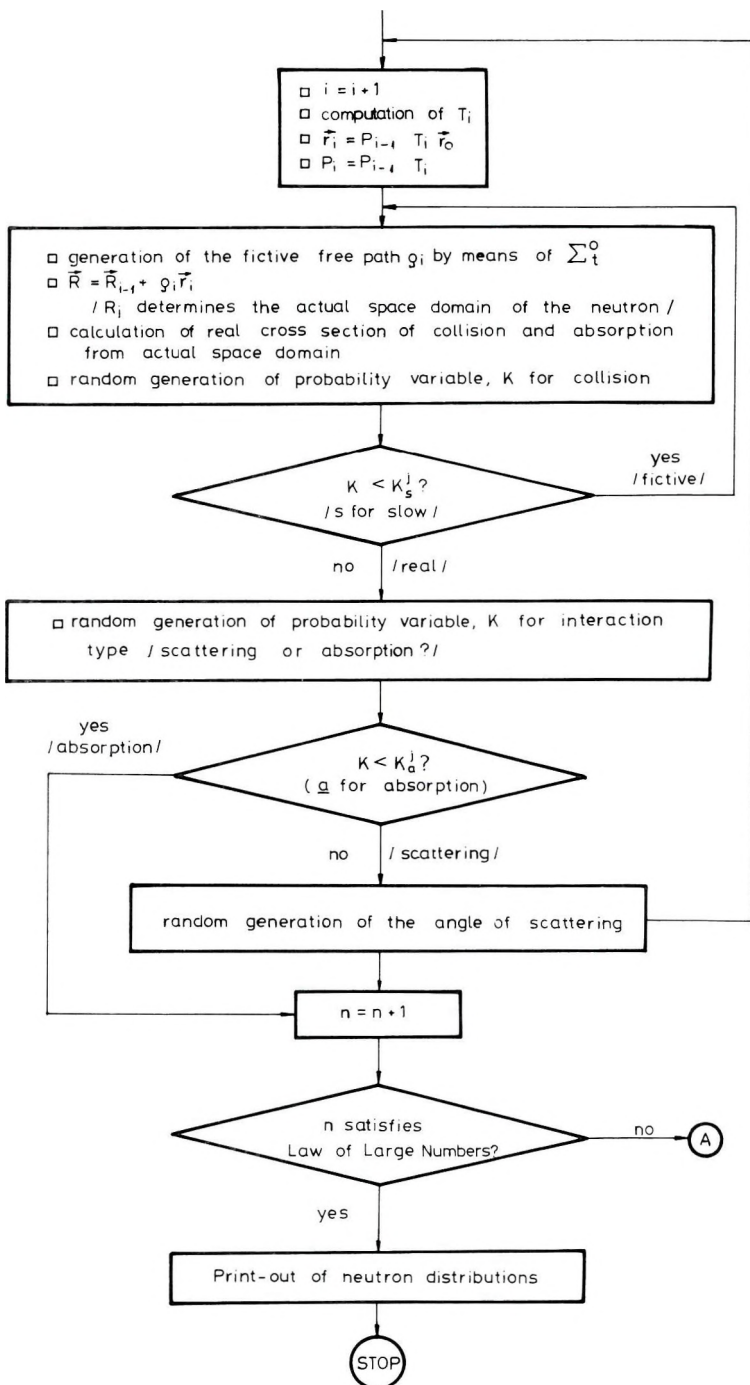 □ i = i+1
□ computation of Tᵢ
□ r⃗ᵢ = Pᵢ₋₁ Tᵢ r⃗₀
□ Pᵢ = Pᵢ₋₁ Tᵢ
□ generation of the fictive free path ϱᵢ by means of ∑ₜ⁰
□ R⃗ = R⃗ᵢ₋₁ + ϱᵢr⃗ᵢ
/ Rⱼ determines the actual space domain of the neutron /
□ calculation of real cross section of collision and absorption
from actual space domain
□ random generation of probability variable, K for collision
K < Kₛʲ ?
/ s for slow /
yes
/fictive/
no /real/
□ random generation of probability variable, K for interaction
type / scattering or absorption ?/
yes
/absorption/
K < Kₐʲ ?
( a for absorption)
no / scattering /
random generation of the angle of scattering
n = n + 1
n satisfies
Law of Large Numbers?
no
A
yes
Print-out of neutron distributions
STOP